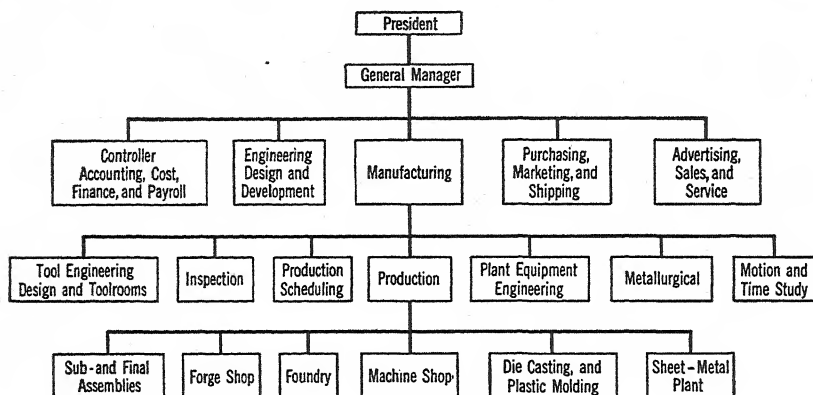 President
General Manager
Controller
Accounting, Cost,
Finance, and Payroll
Engineering
Design and
Development
Manufacturing
Purchasing,
Marketing, and
Shipping
Advertising,
Sales, and
Service
Tool Engineering
Design and Toolrooms
Inspection
Production
Scheduling
Production
Plant Equipment
Engineering
Metallurgical
Motion and
Time Study
Sub-and Final
Assemblies
Forge Shop
Foundry
Machine Shop
Die Casting, and
Plastic Molding
Sheet-Metal
Plant